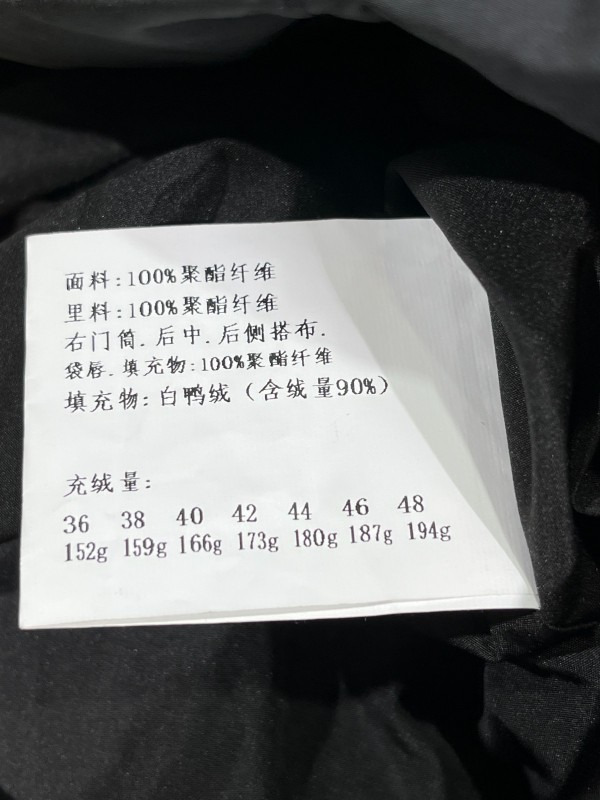 面料:100%聚酯纤维
里料:100%聚酯纤维
右门筒.后中.后侧搭布.
袋唇.填充物:100%聚酯纤维
填充物:白鸭绒(含绒量90%)
充绒量:
36 38 40 42 44 46 48
152g 159g 166g 173g 180g 187g 194g